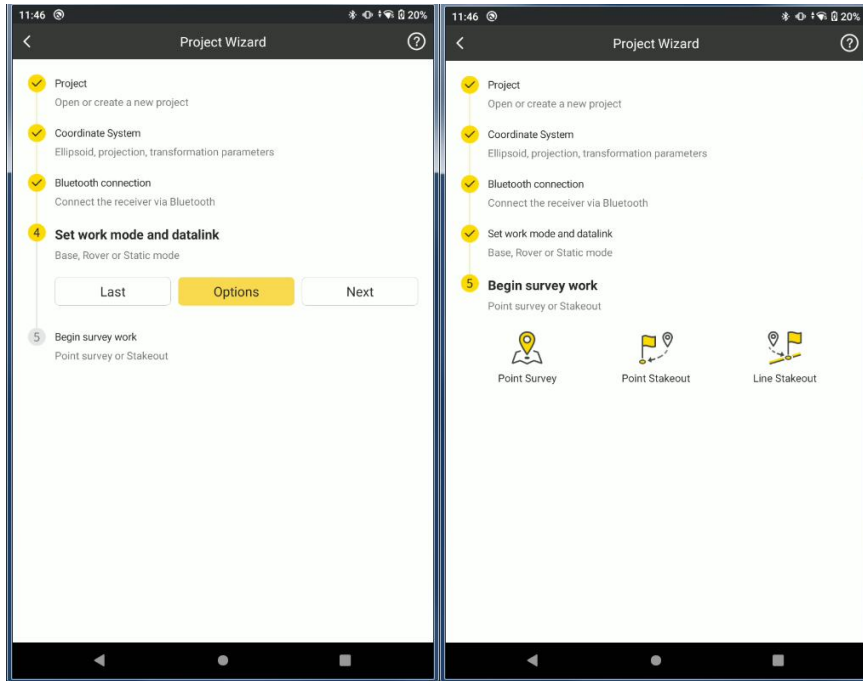 11:46 20%
Project Wizard ?
Project
Open or create a new project
Coordinate System
Ellipsoid, projection, transformation parameters
Bluetooth connection
Connect the receiver via Bluetooth
4 Set work mode and datalink
Base, Rover or Static mode
Last Options Next
5 Begin survey work
Point survey or Stakeout
11:46 20%
Project Wizard ?
Project
Open or create a new project
Coordinate System
Ellipsoid, projection, transformation parameters
Bluetooth connection
Connect the receiver via Bluetooth
Set work mode and datalink
Base, Rover or Static mode
5 Begin survey work
Point survey or Stakeout
Point Survey Point Stakeout Line Stakeout